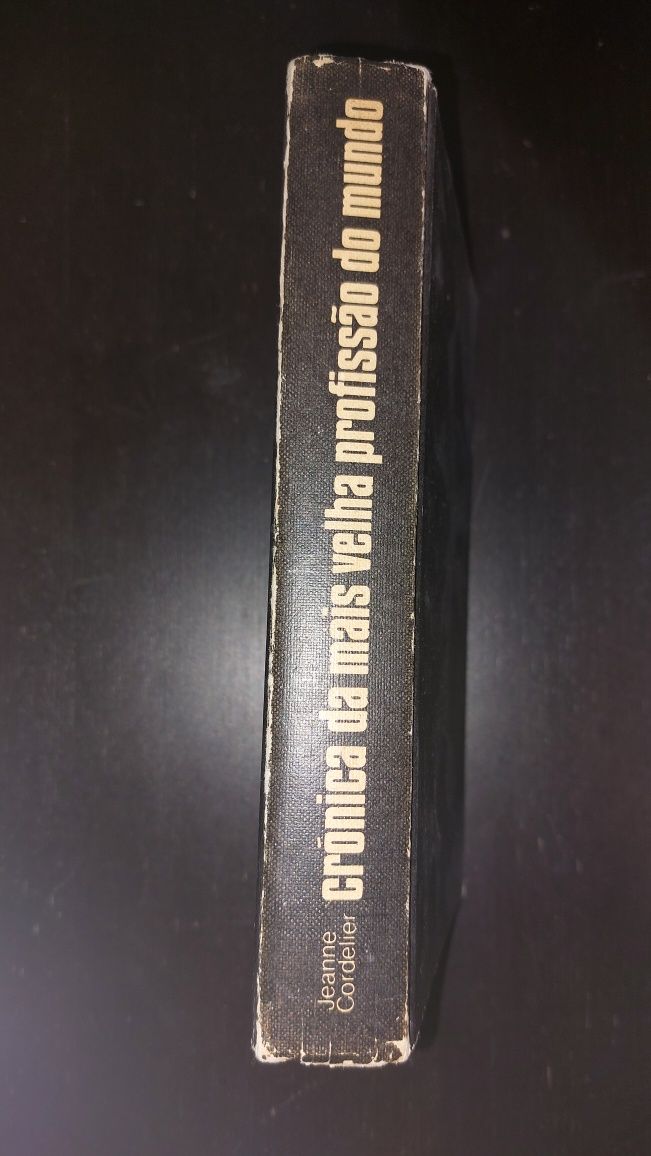 Jeanne
Cordelier
crônica da mais velha profissão do mundo